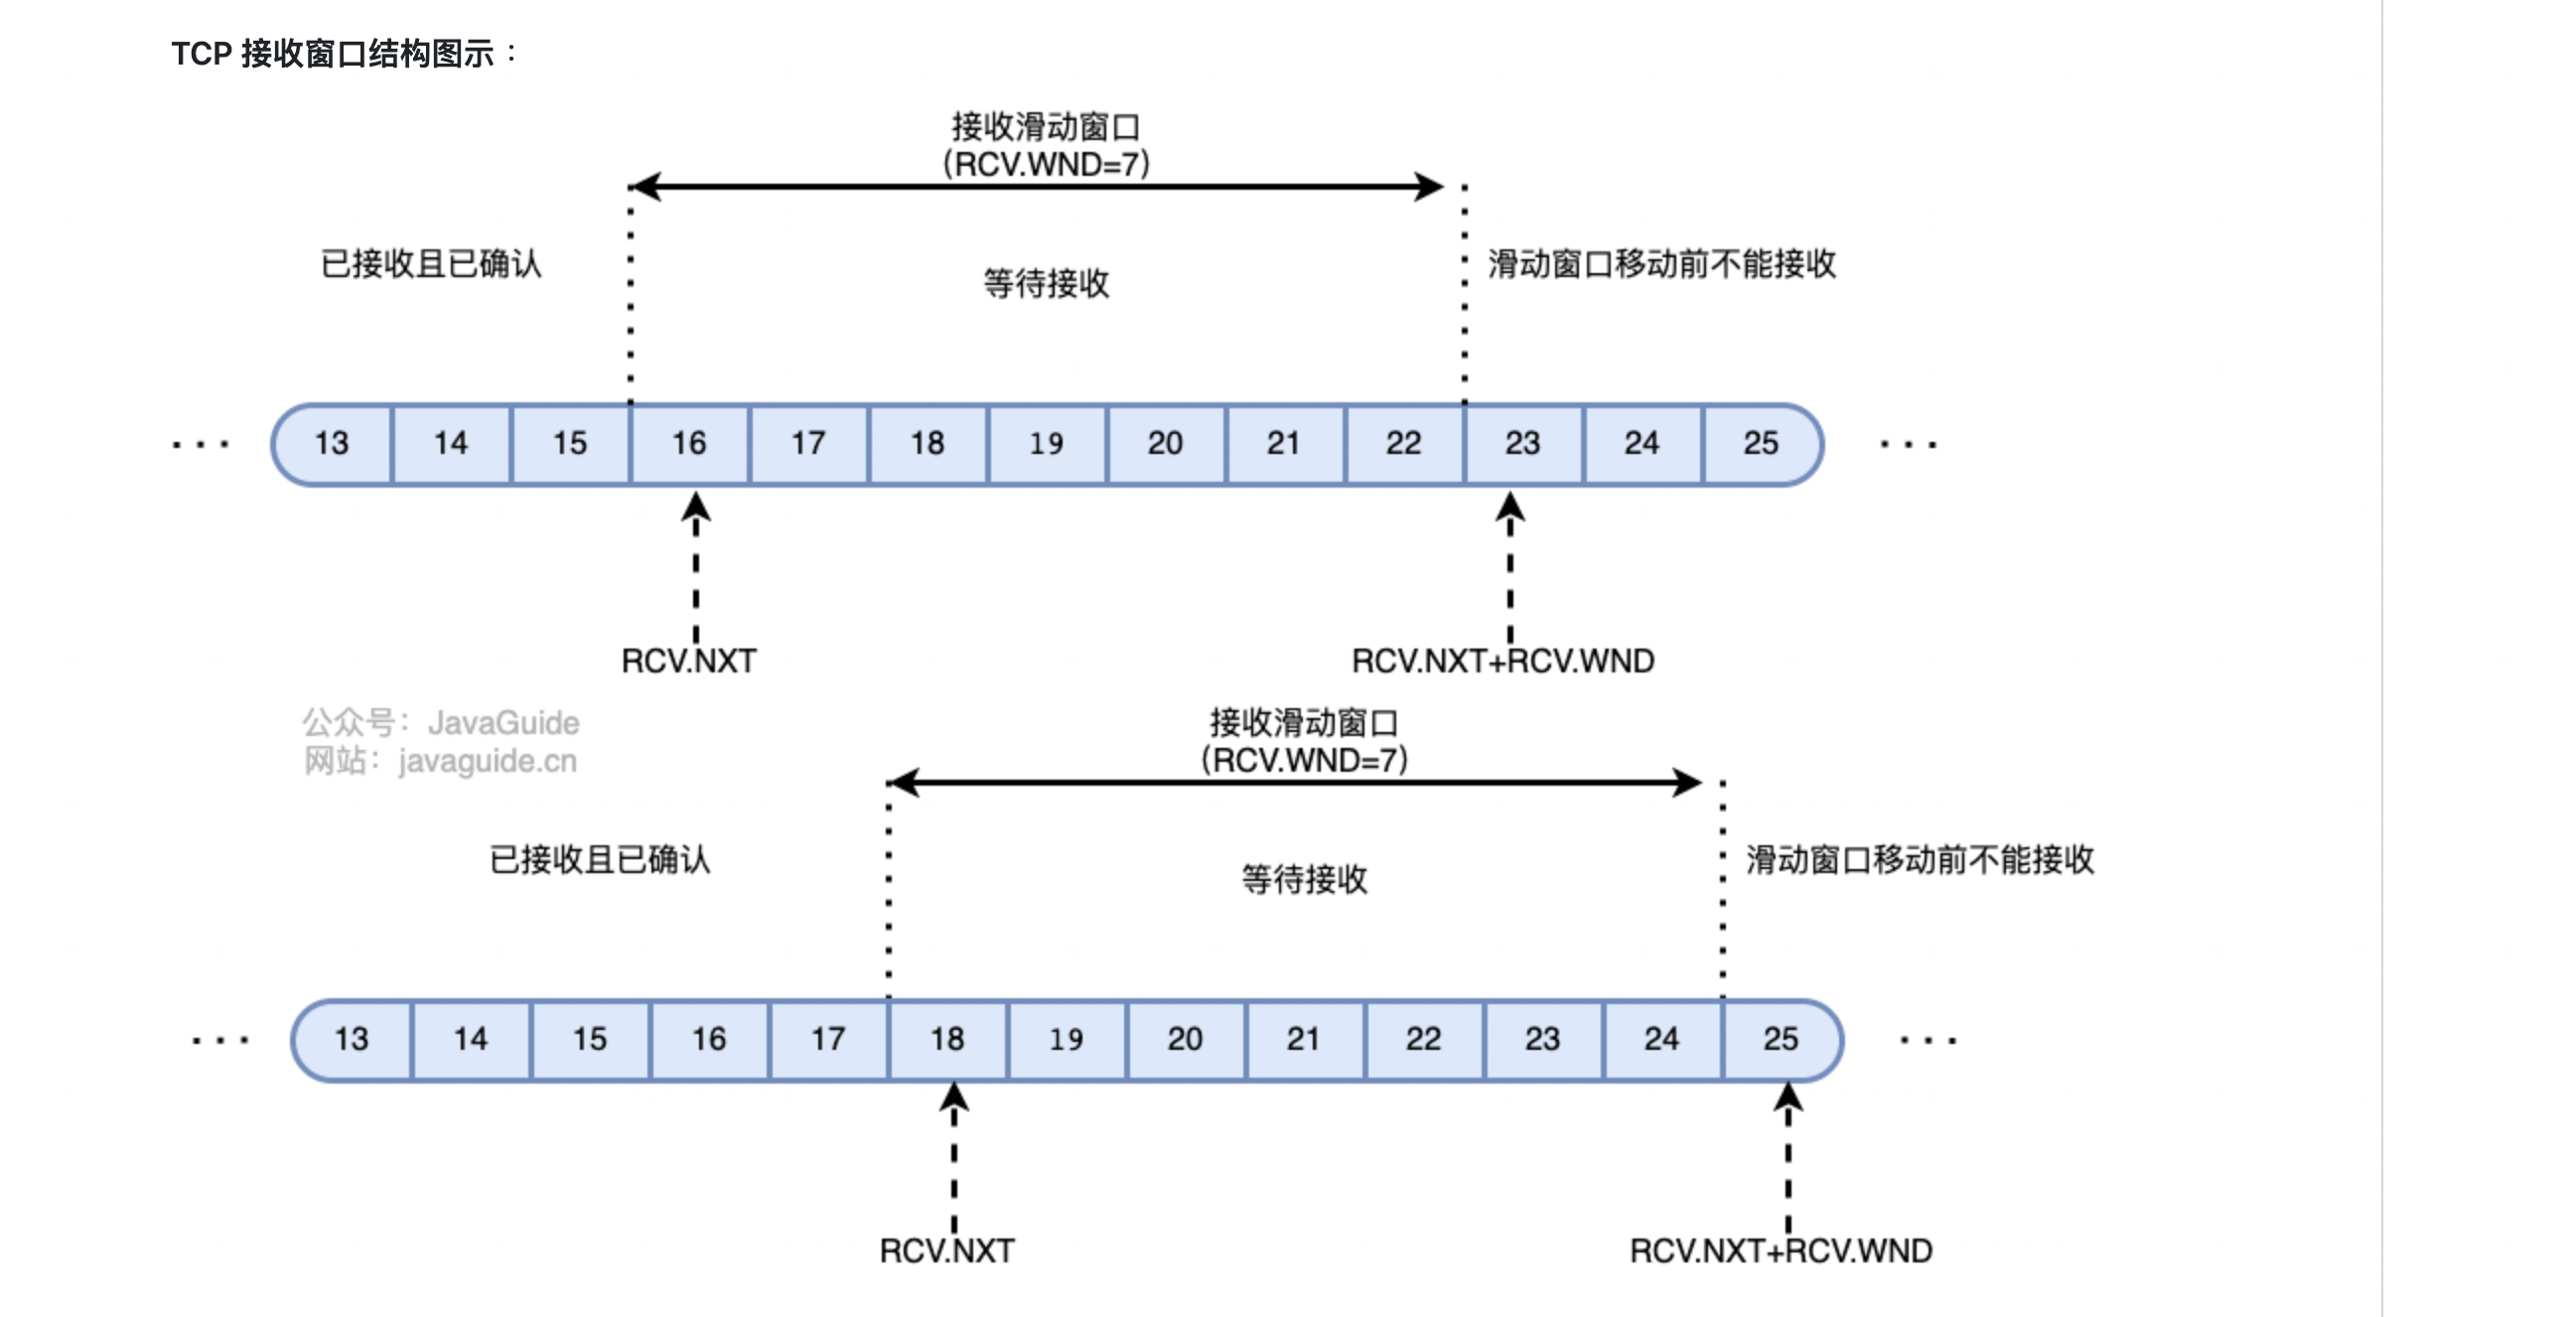 TCP 接收窗口结构图示：
接收滑动窗口
(RCV.WND=7)
已接收且已确认
等待接收
滑动窗口移动前不能接收
··· 13 14 15 16 17 18 19 20 21 22 23 24 25 ···
RCV.NXT
RCV.NXT+RCV.WND
公众号：JavaGuide
网站：javaguide.cn
接收滑动窗口
(RCV.WND=7)
已接收且已确认
等待接收
滑动窗口移动前不能接收
··· 13 14 15 16 17 18 19 20 21 22 23 24 25 ···
RCV.NXT
RCV.NXT+RCV.WND